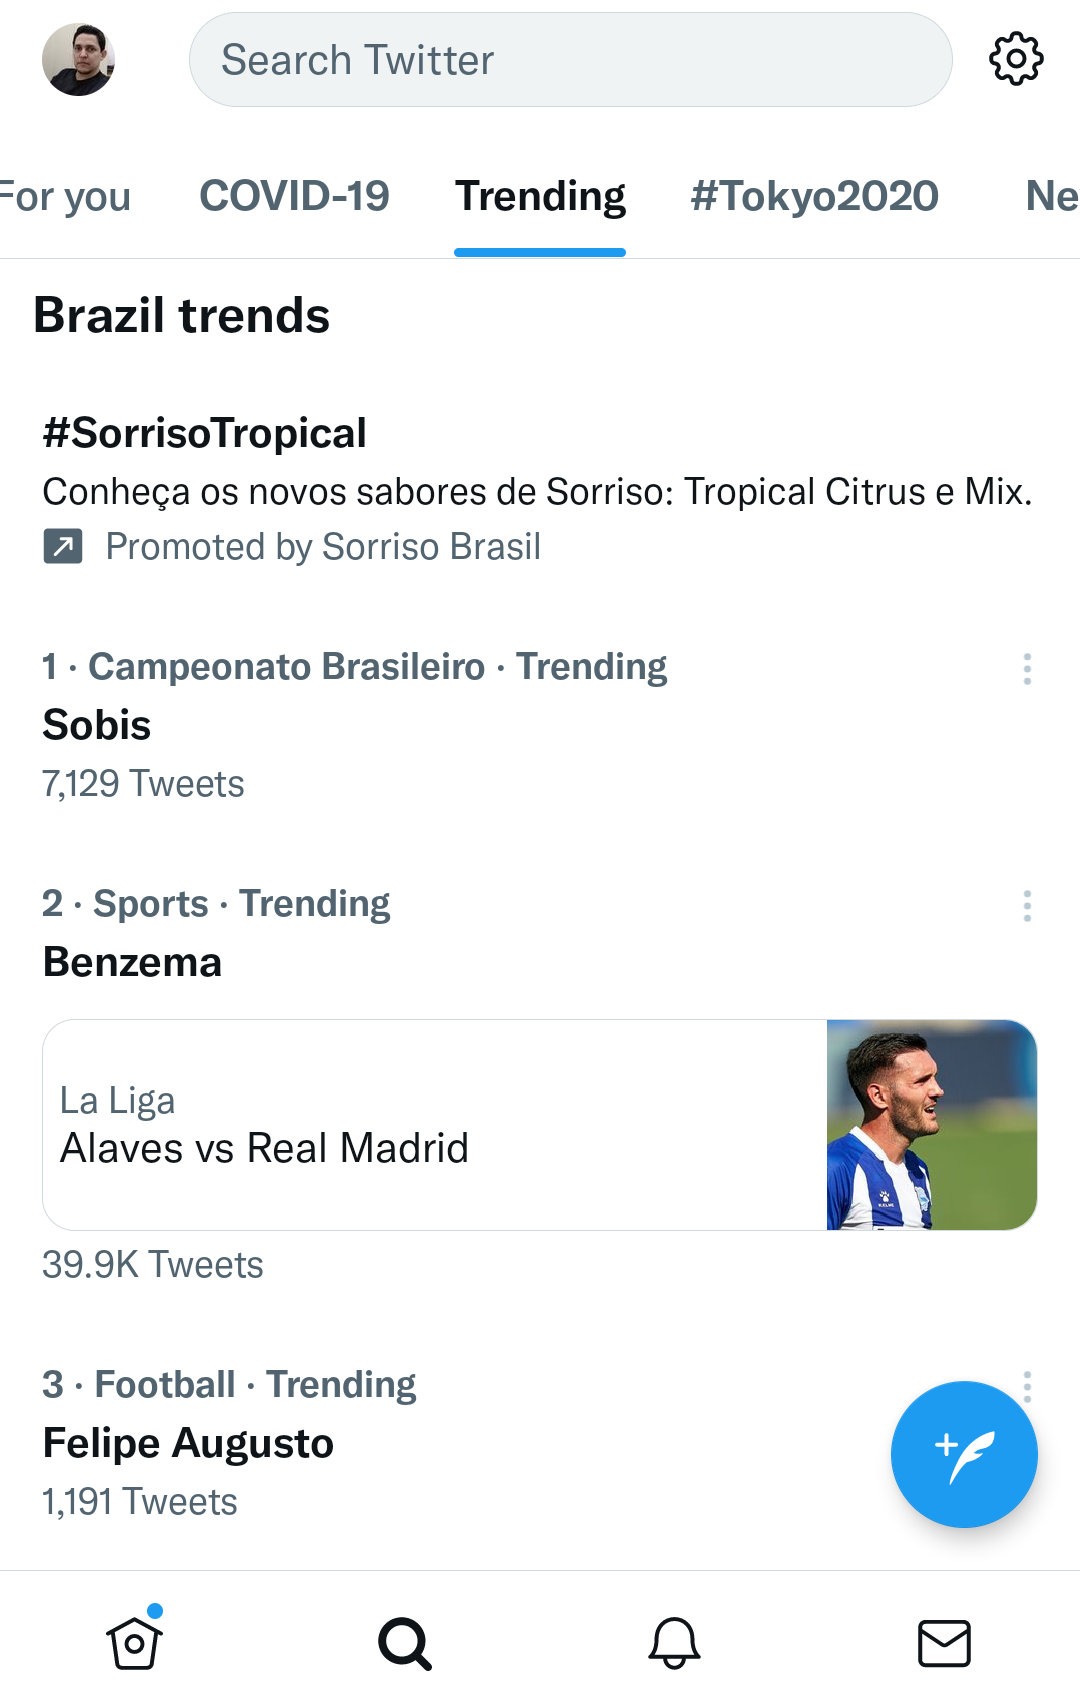 Search Twitter
For you COVID-19 Trending #Tokyo2020 Ne
Brazil trends
#SorrisoTropical
Conheça os novos sabores de Sorriso: Tropical Citrus e Mix.
Promoted by Sorriso Brasil
1 · Campeonato Brasileiro · Trending
Sobis
7,129 Tweets
2 · Sports · Trending
Benzema
La Liga
Alaves vs Real Madrid
39.9K Tweets
3 · Football · Trending
Felipe Augusto
1,191 Tweets